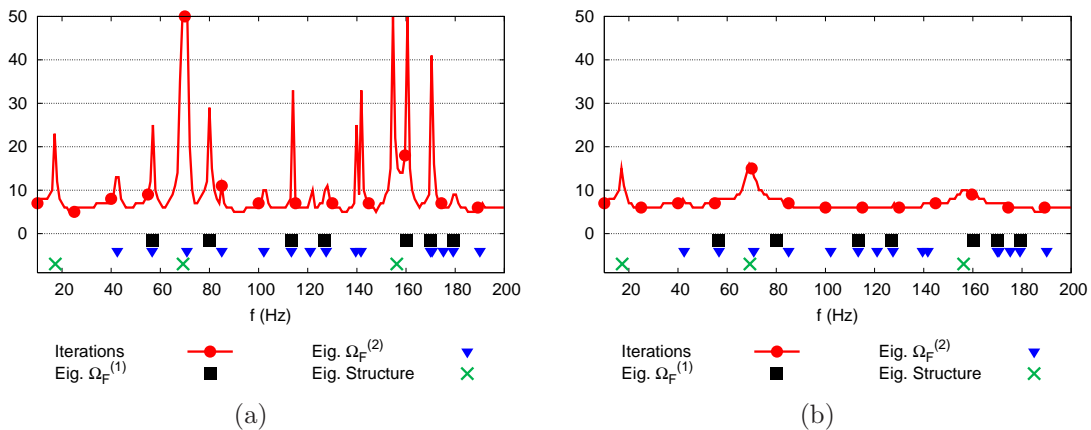 50
40
30
20
10
0
20 40 60 80 100 120 140 160 180 200
f (Hz)
Iterations
Eig. Ω_F^(1)
Eig. Ω_F^(2)
Eig. Structure
(a)
50
40
30
20
10
0
20 40 60 80 100 120 140 160 180 200
f (Hz)
Iterations
Eig. Ω_F^(1)
Eig. Ω_F^(2)
Eig. Structure
(b)